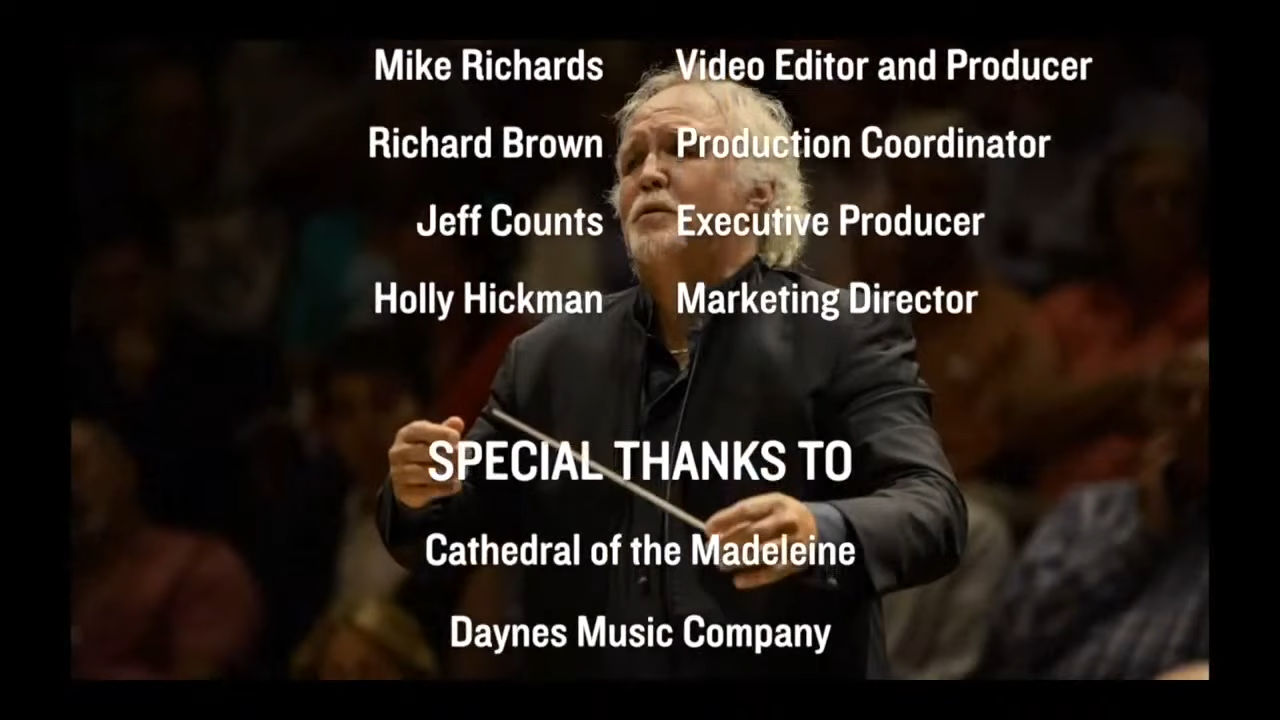 Mike Richards Video Editor and Producer
Richard Brown Production Coordinator
Jeff Counts Executive Producer
Holly Hickman Marketing Director
SPECIAL THANKS TO
Cathedral of the Madeleine
Daynes Music Company